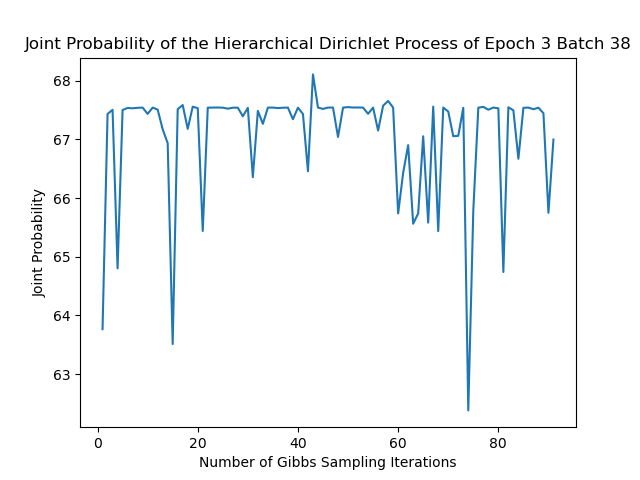 Joint Probability of the Hierarchical Dirichlet Process of Epoch 3 Batch 38
68
67
66
65
64
63
Joint Probability
0 20 40 60 80
Number of Gibbs Sampling Iterations